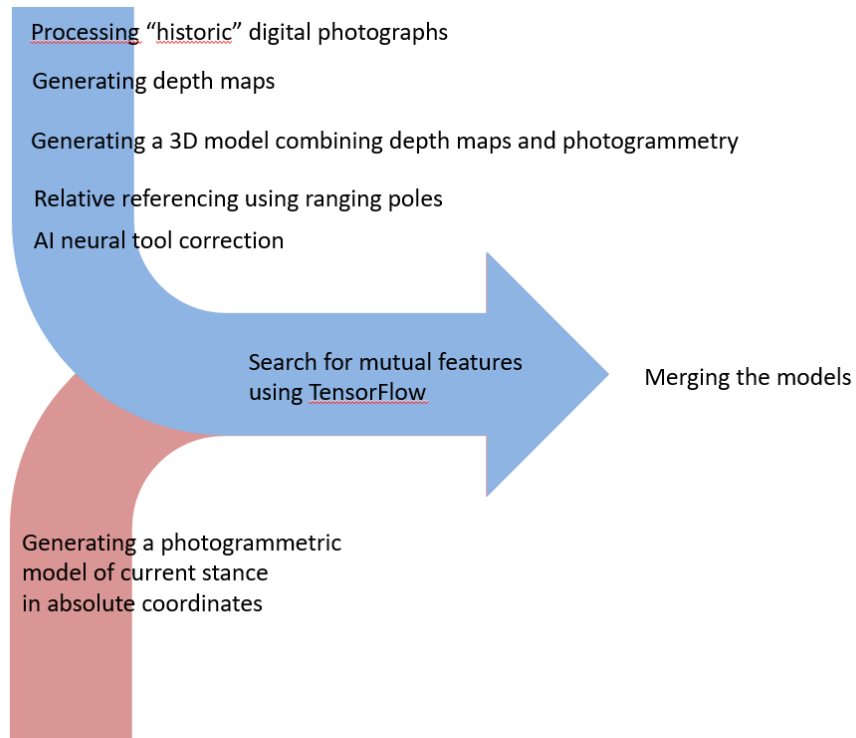 Processing “historic” digital photographs
Generating depth maps
Generating a 3D model combining depth maps and photogrammetry
Relative referencing using ranging poles
AI neural tool correction
Search for mutual features
using TensorFlow
Merging the models
Generating a photogrammetric
model of current stance
in absolute coordinates